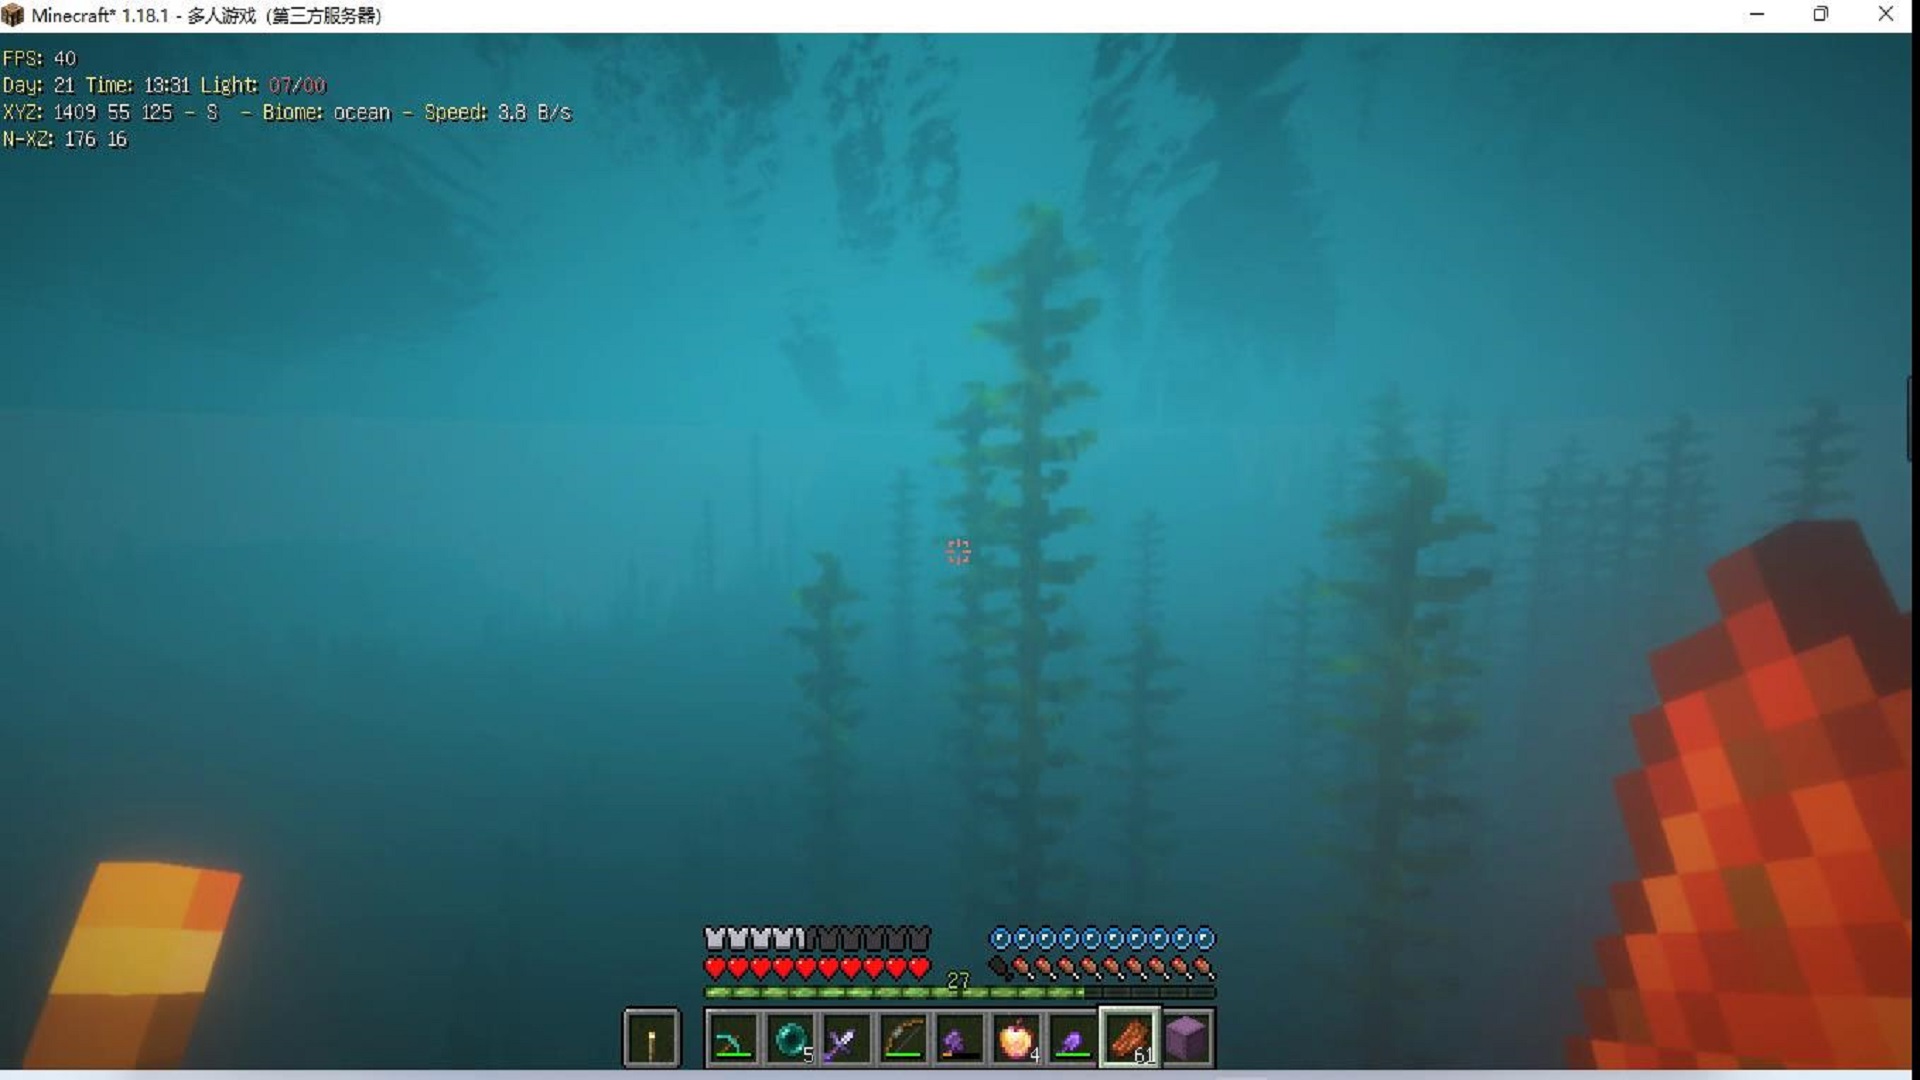 Minecraft* 1.18.1 - 多人游戏（第三方服务器）
FPS: 40
Day: 21 Time: 13:31 Light: 07/00
XYZ: 1409 55 125 - S - Biome: ocean - Speed: 3.8 B/s
N-XZ: 176 16
27
5
4
61